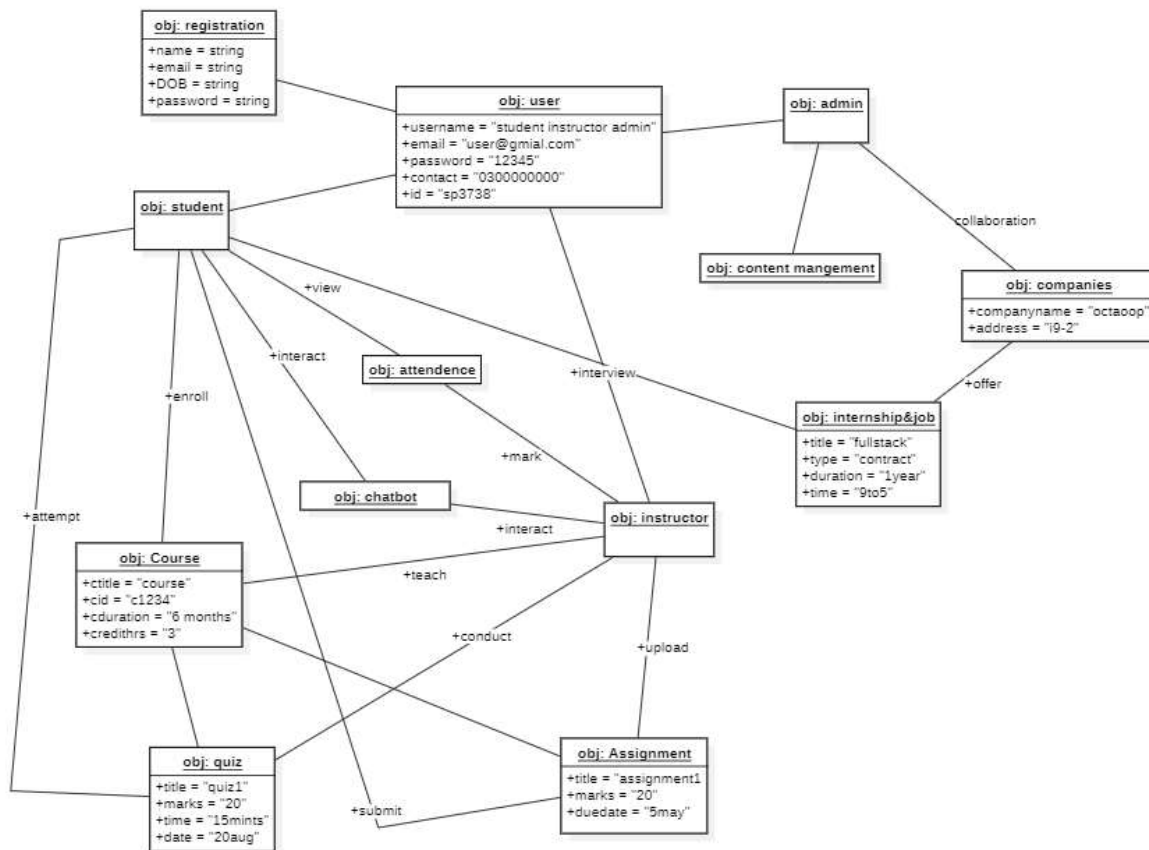 obj: registration
+name = string
+email = string
+DOB = string
+password = string
obj: user
+username = "student instructor admin"
+email = "user@gmial.com"
+password = "12345"
+contact = "0300000000"
+id = "sp3738"
obj: admin
obj: student
collaboration
obj: content mangement
obj: companies
+companyname = "octaoop"
+address = "i9-2"
+view
+interact
obj: attendence
+interview
+offer
+enroll
obj: internship&job
+title = "fullstack"
+type = "contract"
+duration = "1year"
+time = "9to5"
+mark
obj: chatbot
+attempt
+interact
obj: instructor
obj: Course
+ctitle = "course"
+cid = "c1234"
+cduration = "6 months"
+credithrs = "3"
+teach
+conduct
+upload
obj: quiz
+title = "quiz1"
+marks = "20"
+time = "15mints"
+date = "20aug"
+submit
obj: Assignment
+title = "assignment1
+marks = "20"
+duedate = "5may"